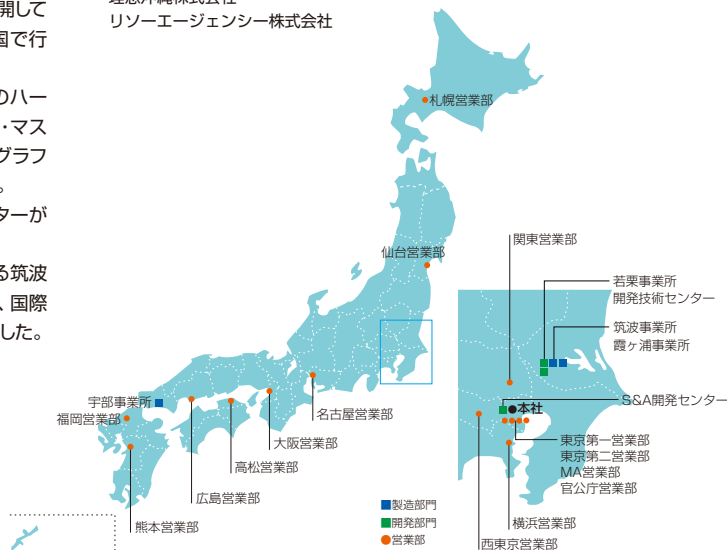 開して
国で行
のハー
・マス
グラフ
。
ターが
る筑波
、国際
した。
理想沖縄株式会社
リソーエージェンシー株式会社
札幌営業部
仙台営業部
関東営業部
若栗事業所
開発技術センター
筑波事業所
霞ヶ浦事業所
S&A開発センター
本社
東京第一営業部
東京第二営業部
MA営業部
官公庁営業部
横浜営業部
西東京営業部
宇部事業所
福岡営業部
名古屋営業部
大阪営業部
高松営業部
広島営業部
熊本営業部
製造部門
開発部門
営業部